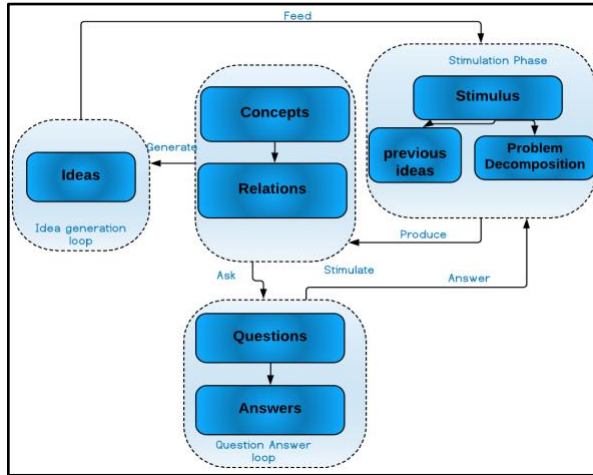 Feed
Stimulation Phase
Stimulus
previous
ideas
Problem
Decomposition
Concepts
Relations
Generate
Ideas
Idea generation
loop
Produce
Ask
Stimulate
Answer
Questions
Answers
Question Answer
loop